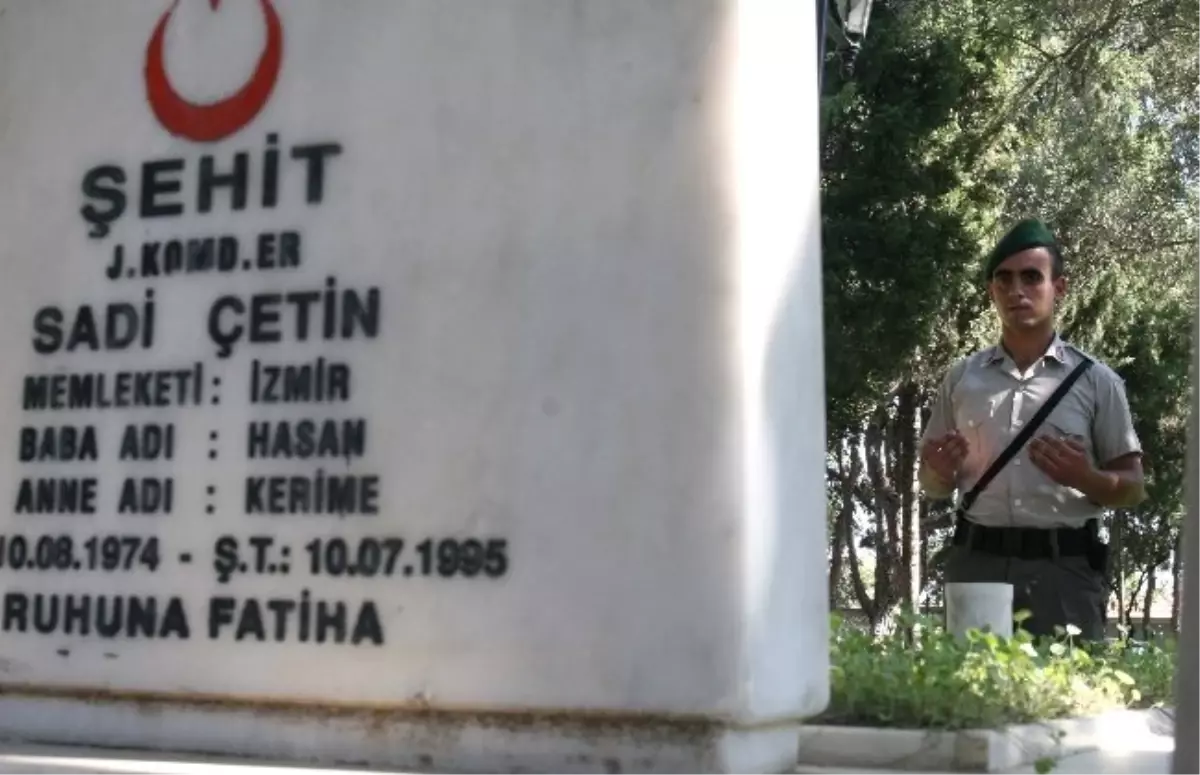 ŞEHİT
J.KOMD.ER
SADİ ÇETİN
MEMLEKETİ : İZMİR
BABA ADI : HASAN
ANNE ADI : KERİME
10.08.1974 - Ş.T.: 10.07.1995
RUHUNA FATİHA